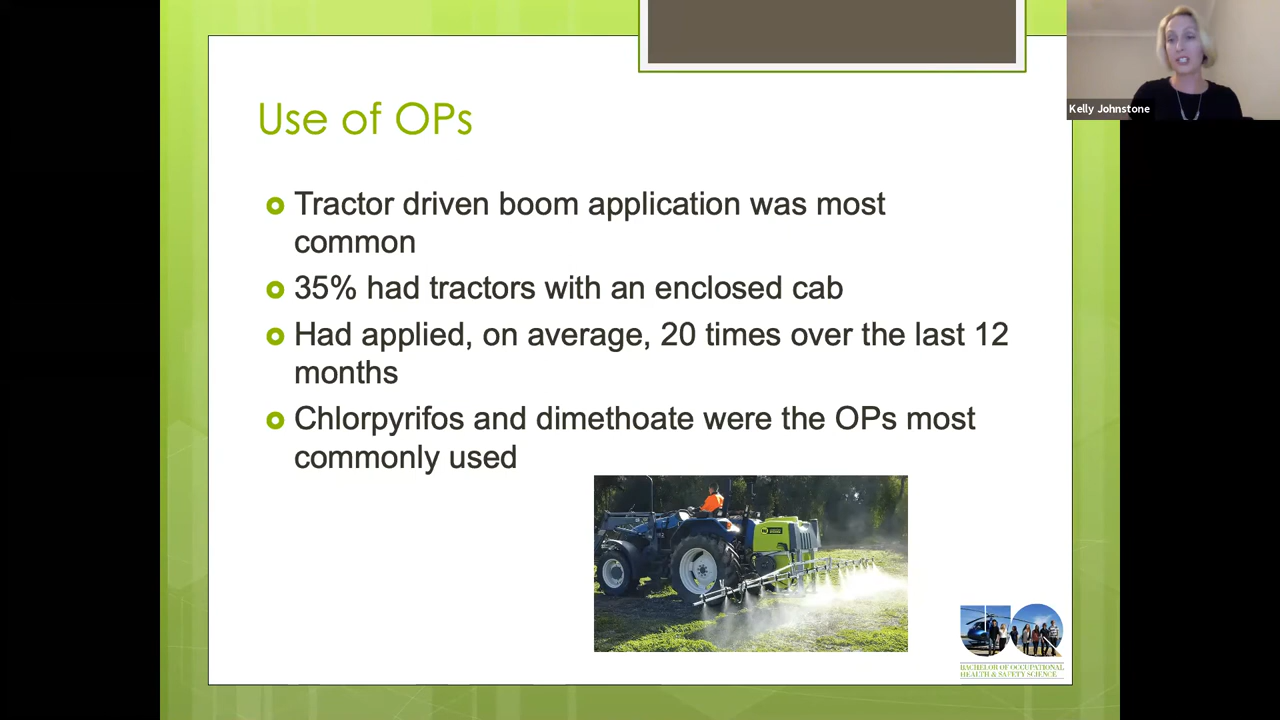 Kelly Johnstone
Use of OPs
Tractor driven boom application was most
common
35% had tractors with an enclosed cab
Had applied, on average, 20 times over the last 12
months
Chlorpyrifos and dimethoate were the OPs most
commonly used
UQ
BACHELOR OF OCCUPATIONAL
HEALTH & SAFETY SCIENCE